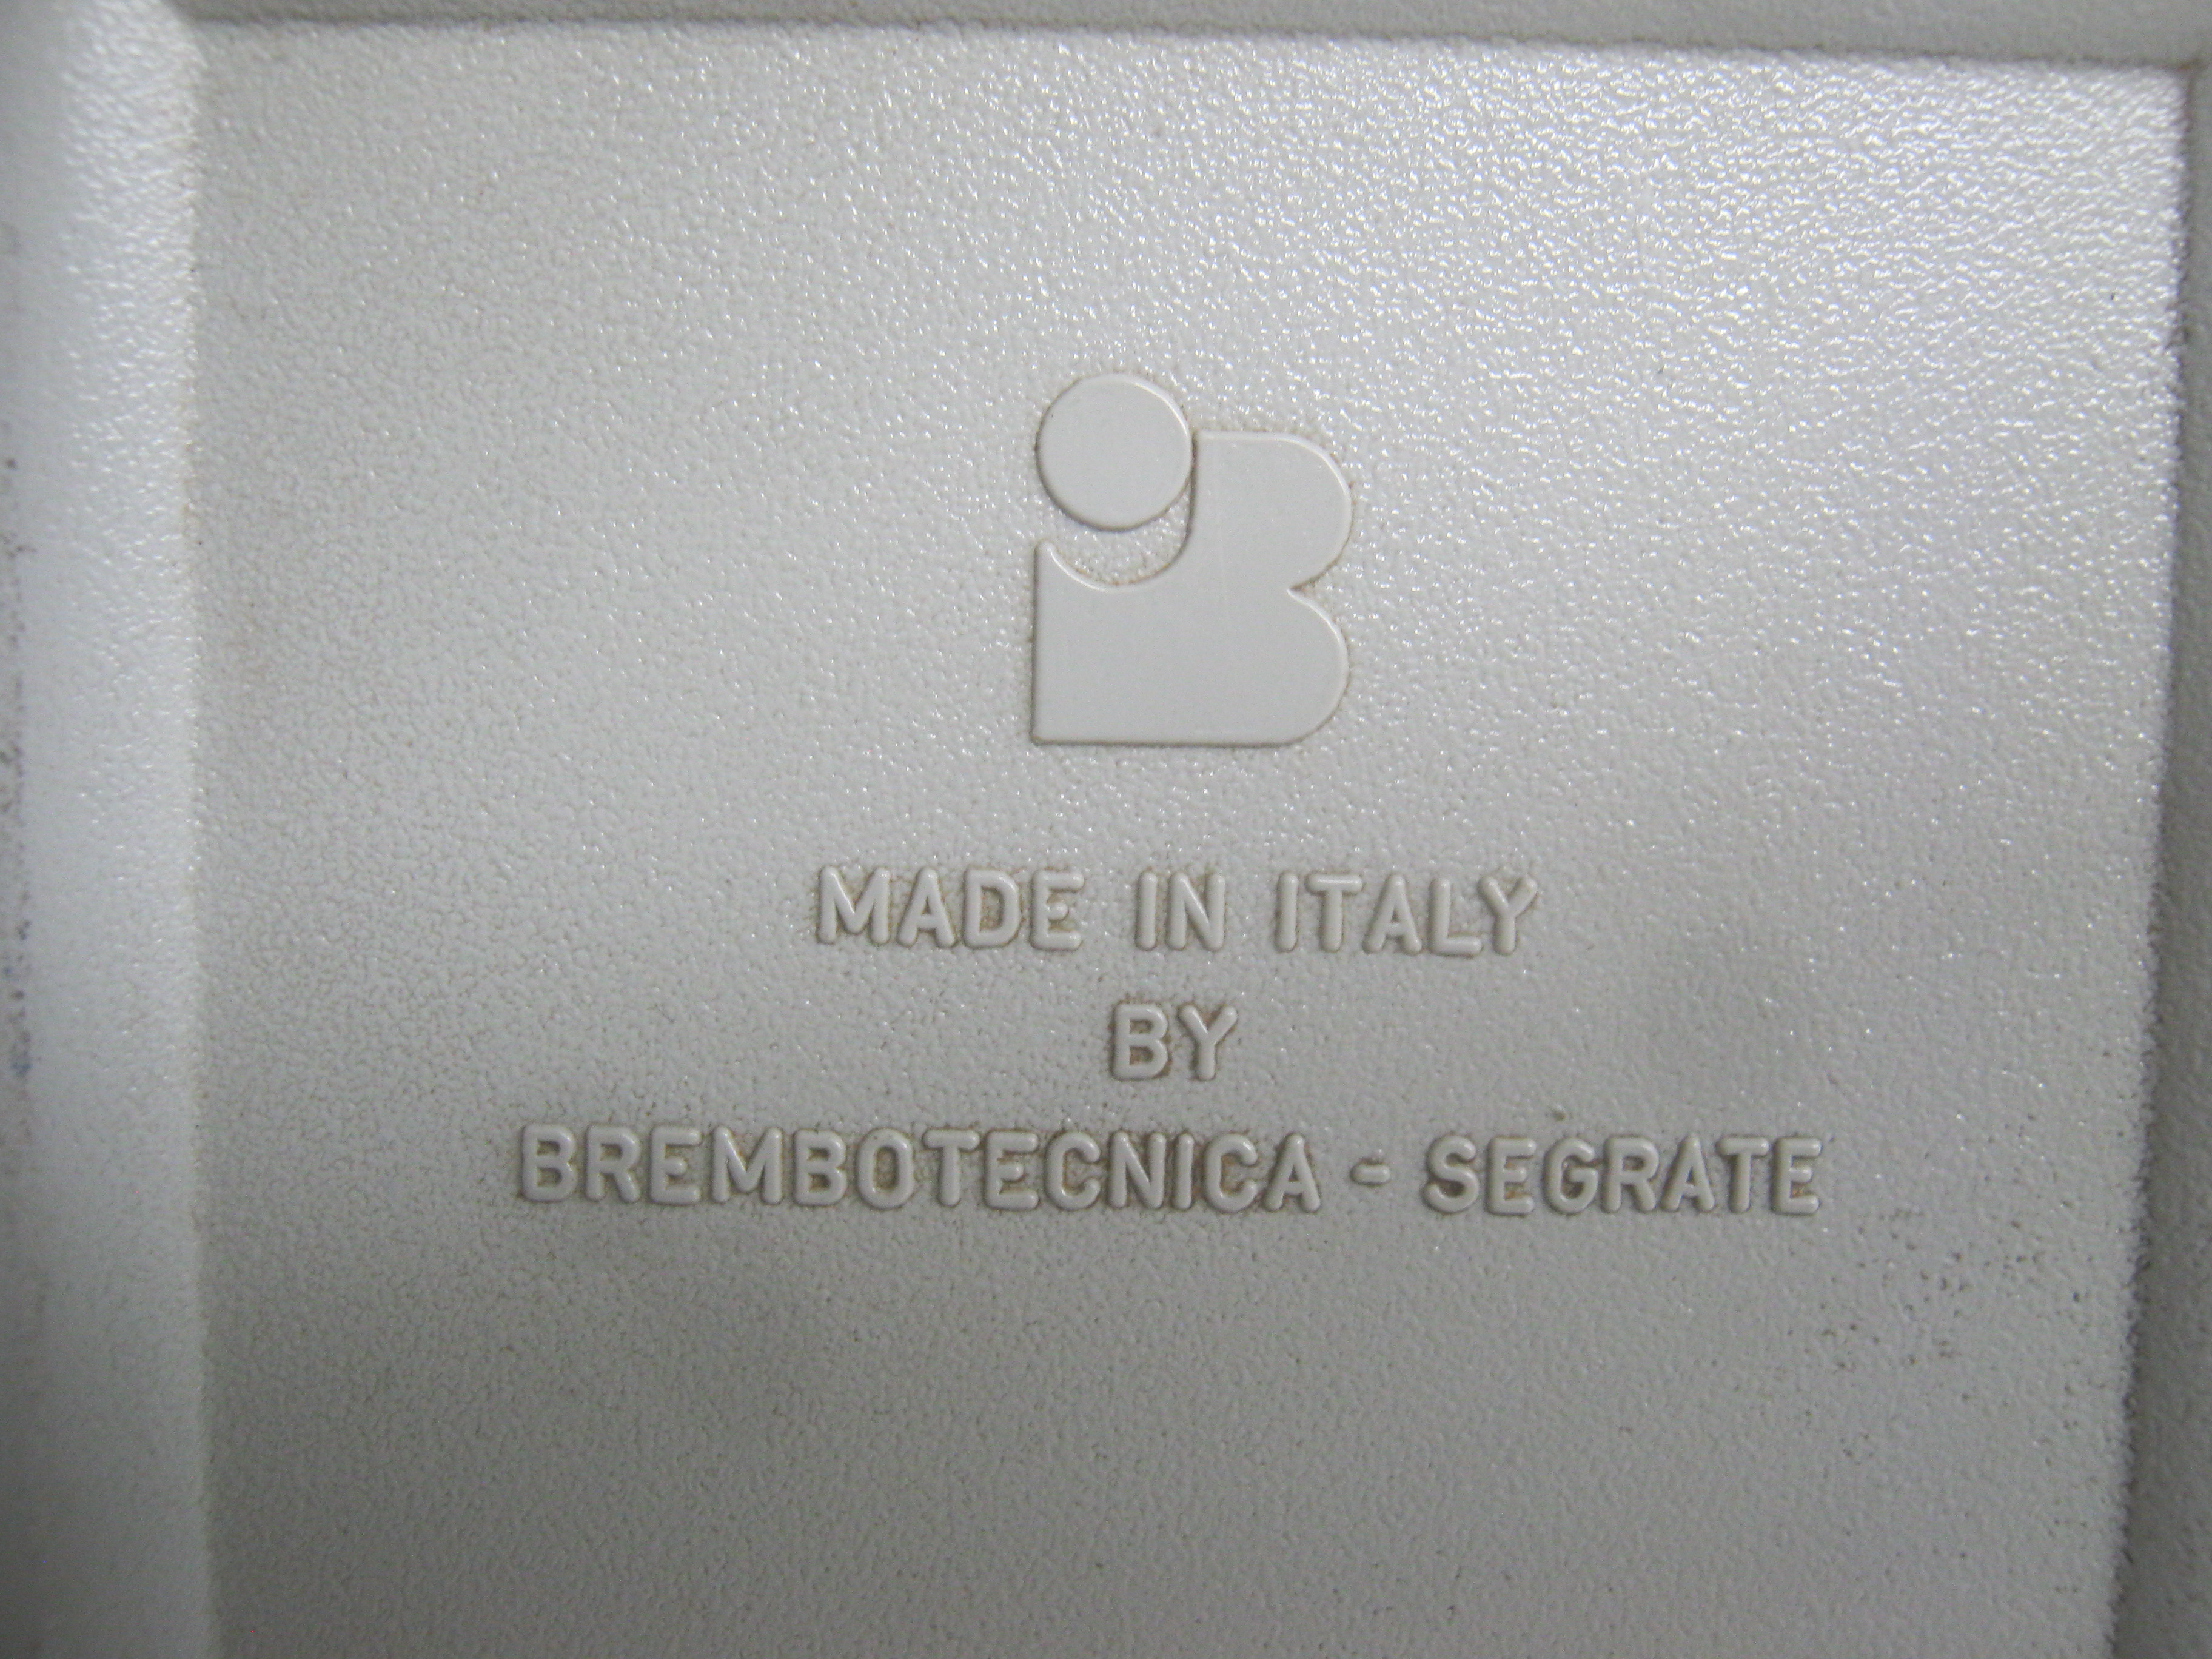 MADE IN ITALY
BY
BREMBOTECNICA - SEGRATE